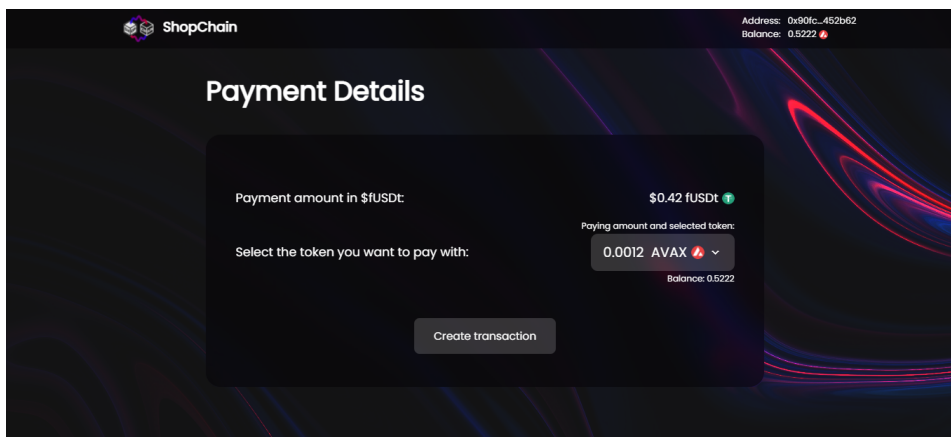 ShopChain
Address: 0x90fc...452b62
Balance: 0.5222
Payment Details
Payment amount in $fUSDt:
$0.42 fUSDt
Paying amount and selected token:
Select the token you want to pay with:
0.0012 AVAX
Balance: 0.5222
Create transaction